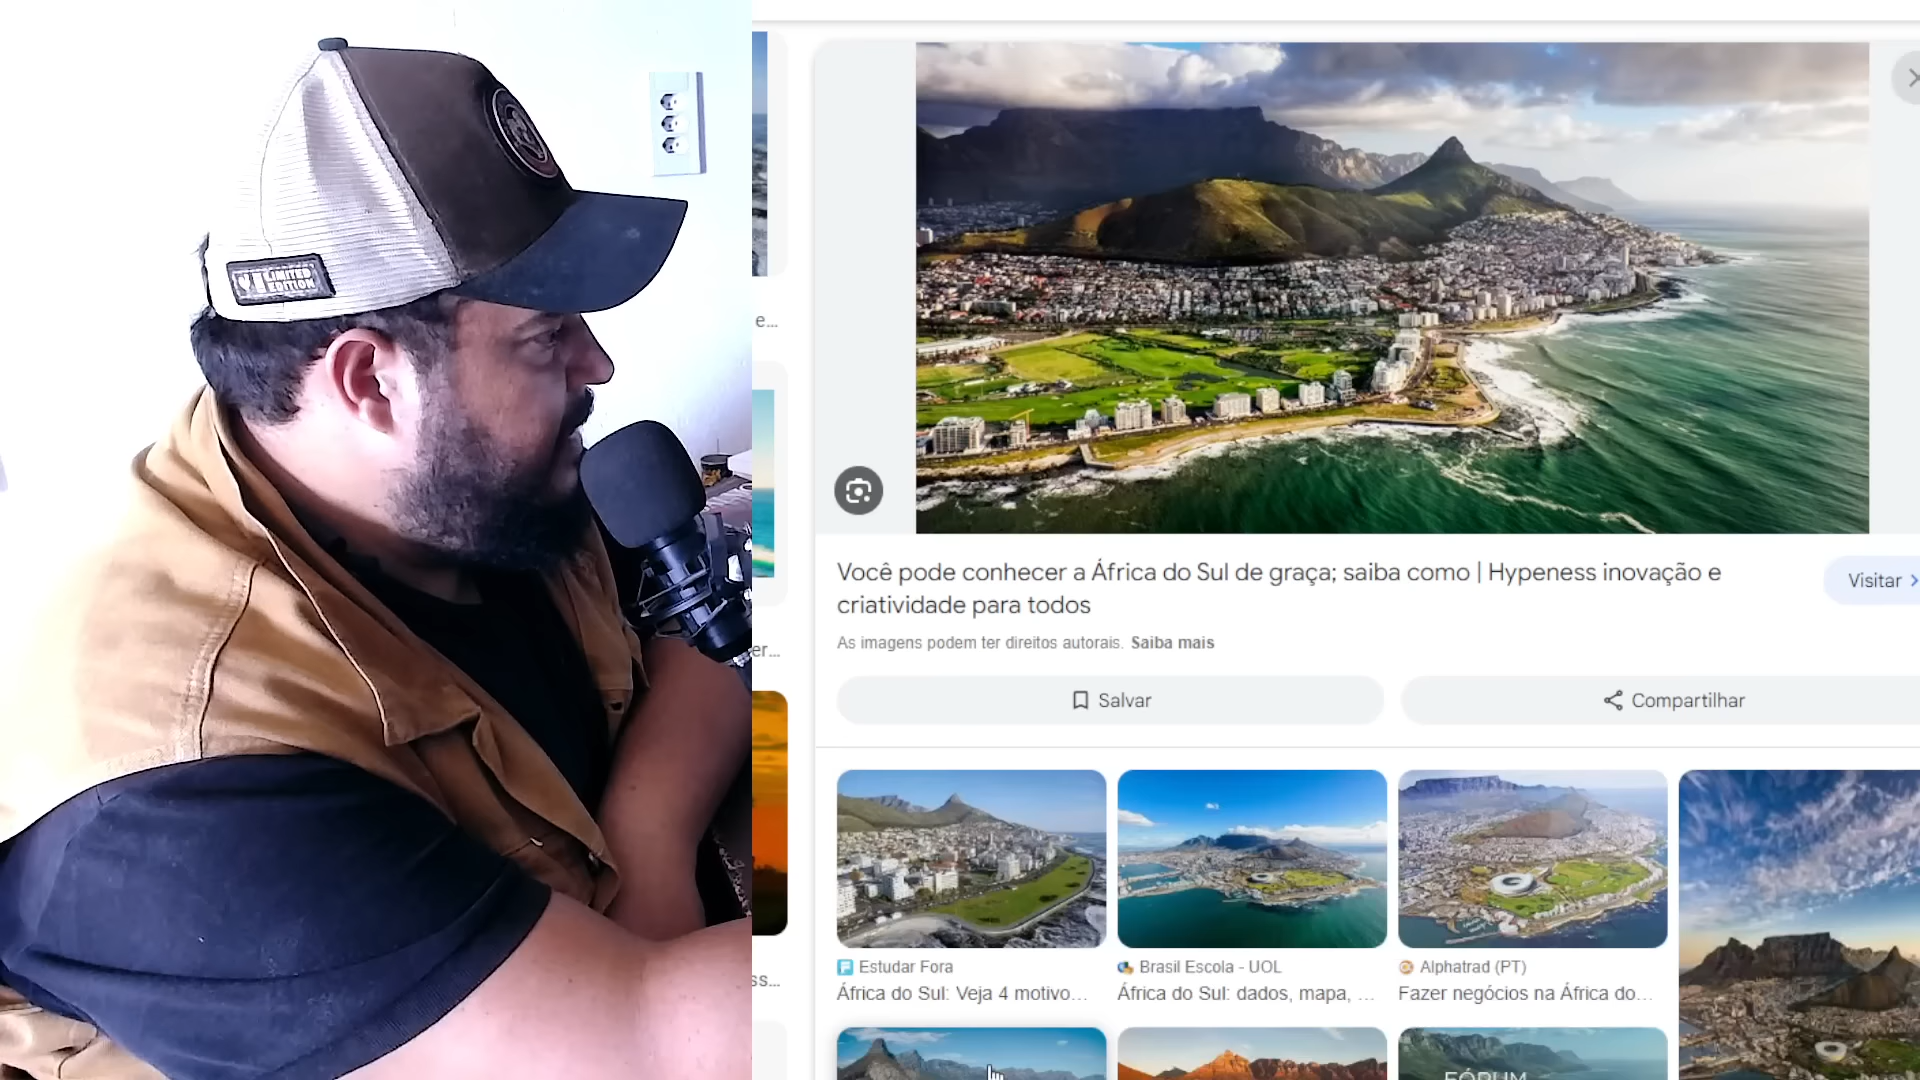 LIMITED
EDITION
e...
er...
ss...
Você pode conhecer a África do Sul de graça; saiba como | Hypeness inovação e
criatividade para todos
Visitar
As imagens podem ter direitos autorais. Saiba mais
Salvar
Compartilhar
Estudar Fora
África do Sul: Veja 4 motivo...
Brasil Escola - UOL
África do Sul: dados, mapa, ...
Alphatrad (PT)
Fazer negócios na África do...
FÓRUM